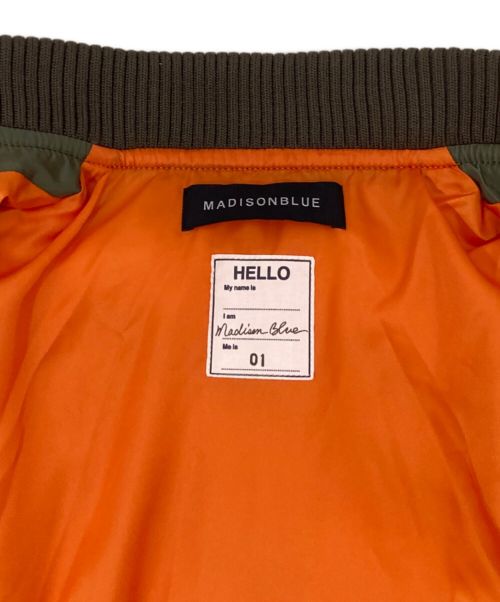 MADISONBLUE
HELLO
My name is
I am
Madison Blue
Me is
01